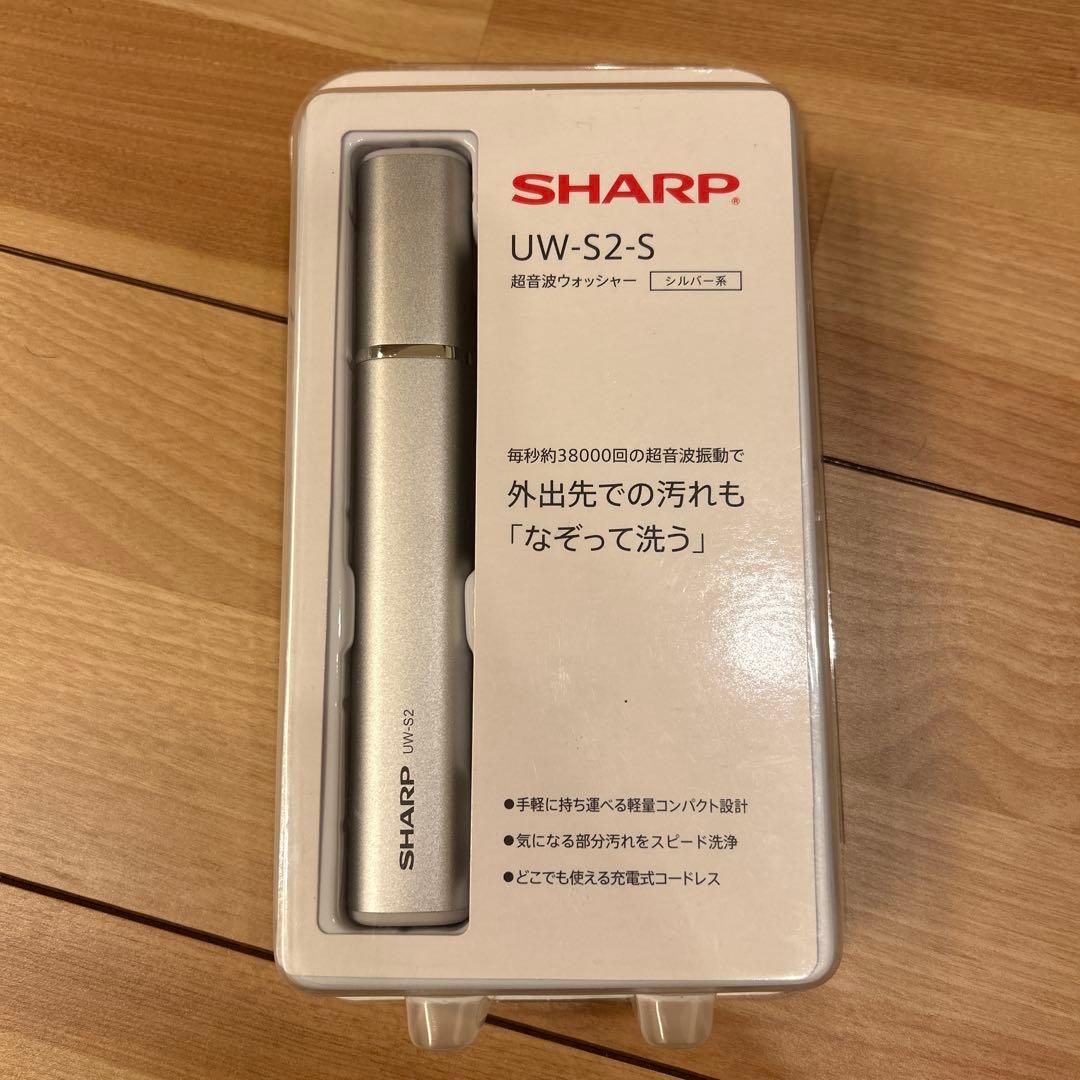 SHARP®
UW-S2-S
超音波ウォッシャー シルバー系
毎秒約38000回の超音波振動で
外出先での汚れも
「なぞって洗う」
●手軽に持ち運べる軽量コンパクト設計
●気になる部分汚れをスピード洗浄
●どこでも使える充電式コードレス
SHARP UW-S2